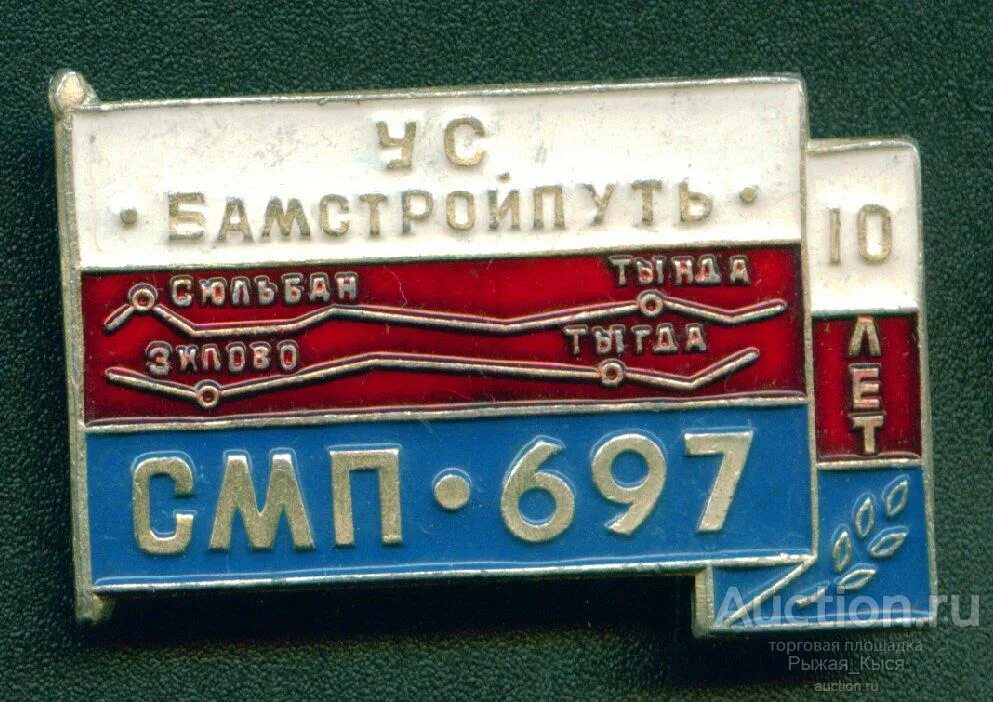 УС
· БАМСТРОЙПУТЬ ·
10
ЛЕТ
СЮЛЬБАН ТЫНДА
ЗИЛОВО ТЫГДА
СМП · 697
Auction.ru
торговая площадка
Рыжая_Кыся
auction.ru